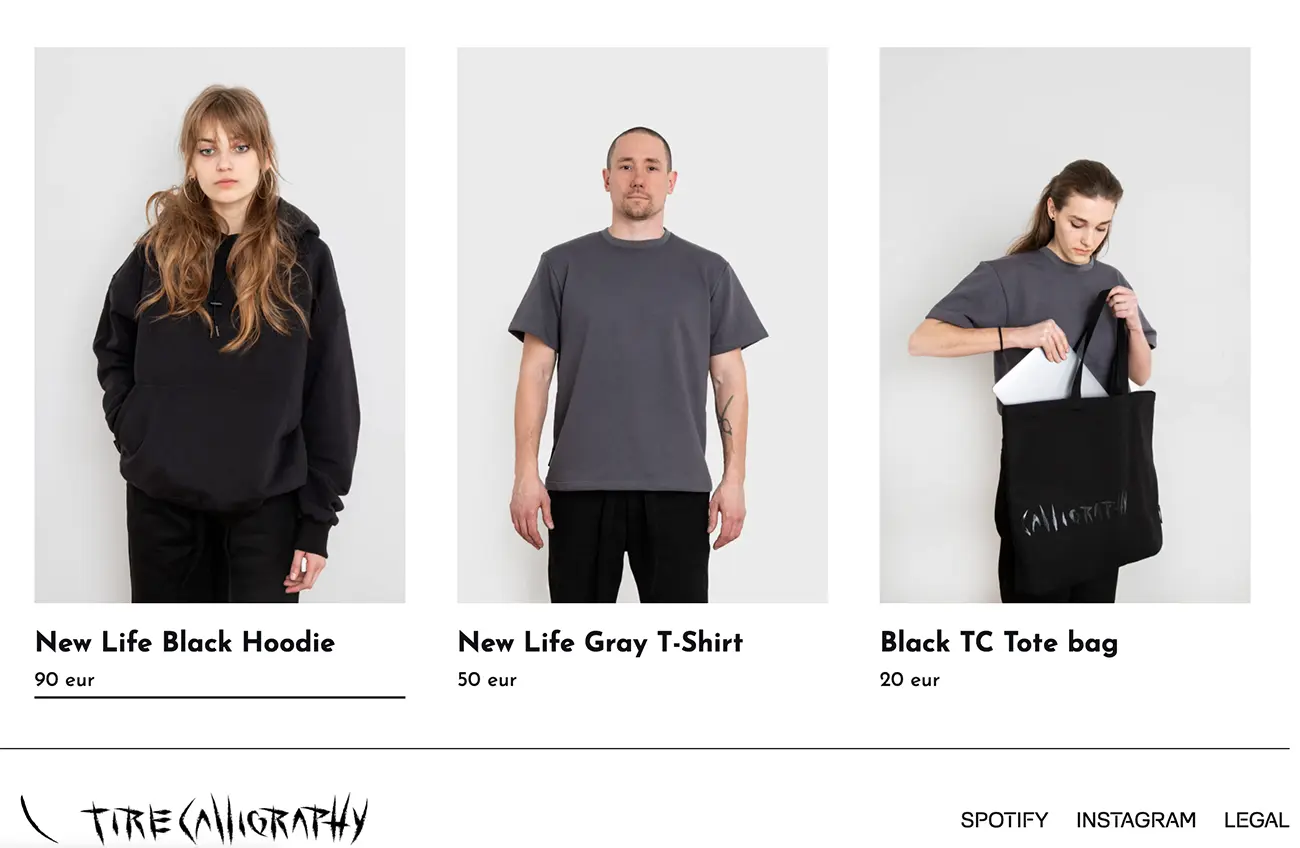 CALLIGRAPHY
New Life Black Hoodie
90 eur
New Life Gray T-Shirt
50 eur
Black TC Tote bag
20 eur
TIRE CALLIGRAPHY
SPOTIFY INSTAGRAM LEGAL